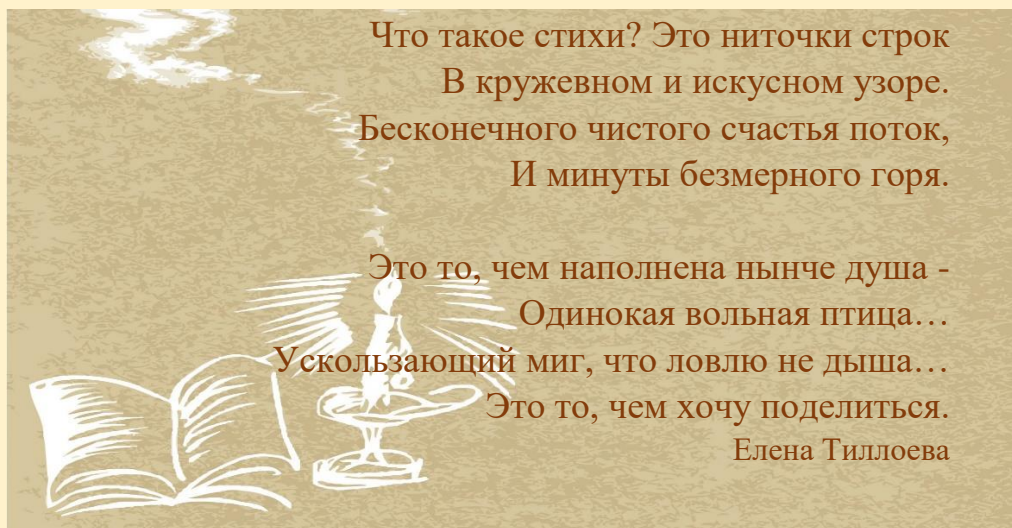 Что такое стихи? Это ниточки строк
В кружевном и искусном узоре.
Бесконечного чистого счастья поток,
И минуты безмерного горя.
Это то, чем наполнена нынче душа -
Одинокая вольная птица…
Ускользающий миг, что ловлю не дыша…
Это то, чем хочу поделиться.
Елена Тиллоева